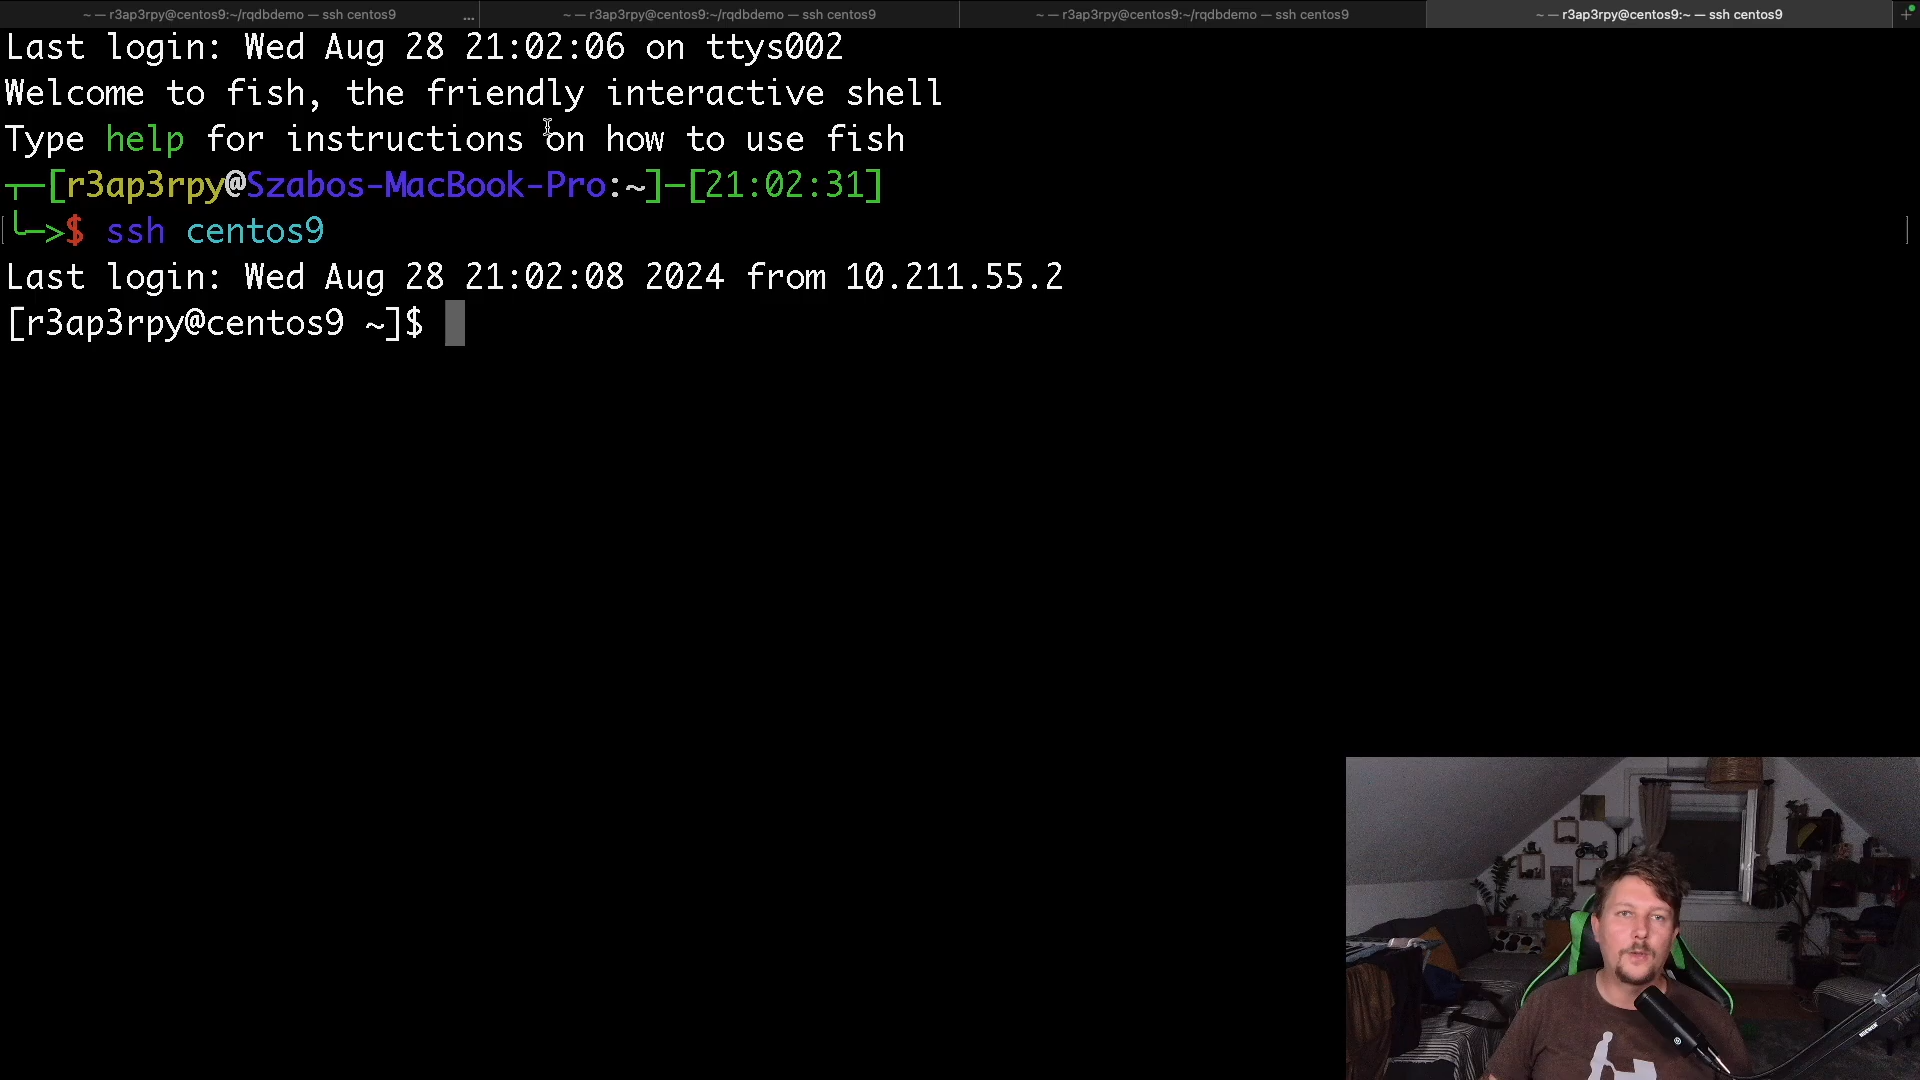 ~ — r3ap3rpy@centos9:~/rqdbdemo — ssh centos9 ... ~ — r3ap3rpy@centos9:~/rqdbdemo — ssh centos9 ~ — r3ap3rpy@centos9:~/rqdbdemo — ssh centos9 ~ — r3ap3rpy@centos9:~ — ssh centos9 +
Last login: Wed Aug 28 21:02:06 on ttys002
Welcome to fish, the friendly interactive shell
Type help for instructions on how to use fish
┬─[r3ap3rpy@Szabos-MacBook-Pro:~]─[21:02:31]
╰─>$ ssh centos9
Last login: Wed Aug 28 21:02:08 2024 from 10.211.55.2
[r3ap3rpy@centos9 ~]$